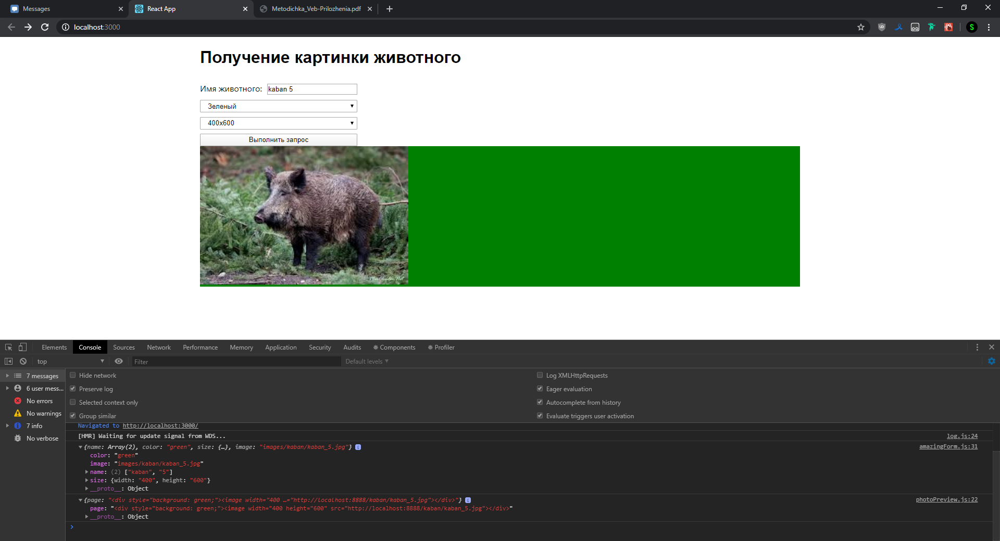 Messages
React App
Metodichka_Veb-Prilozhenia.pdf
localhost:3000
S
Получение картинки животного
Имя животного: kaban 5
Зеленый
400x600
Выполнить запрос
Elements Console Sources Network Performance Memory Application Security Audits Components Profiler
top Filter Default levels
7 messages
6 user mess...
No errors
No warnings
7 info
No verbose
Hide network Log XMLHttpRequests
Preserve log Eager evaluation
Selected context only Autocomplete from history
Group similar Evaluate triggers user activation
Navigated to http://localhost:3000/
[HMR] Waiting for update signal from WDS... log.js:24
{name: Array(2), color: "green", size: {…}, image: "images/kaban/kaban_5.jpg"} i amazingForm.js:31
color: "green"
image: "images/kaban/kaban_5.jpg"
name: (2) ["kaban", "5"]
size: {width: "400", height: "600"}
__proto__: Object
{page: "<div style="background: green;"><image width="400 …="http://localhost:8888/kaban/kaban_5.jpg"></div>"} i photoPreview.js:22
page: "<div style="background: green;"><image width="400 height="600" src="http://localhost:8888/kaban/kaban_5.jpg"></div>"
__proto__: Object